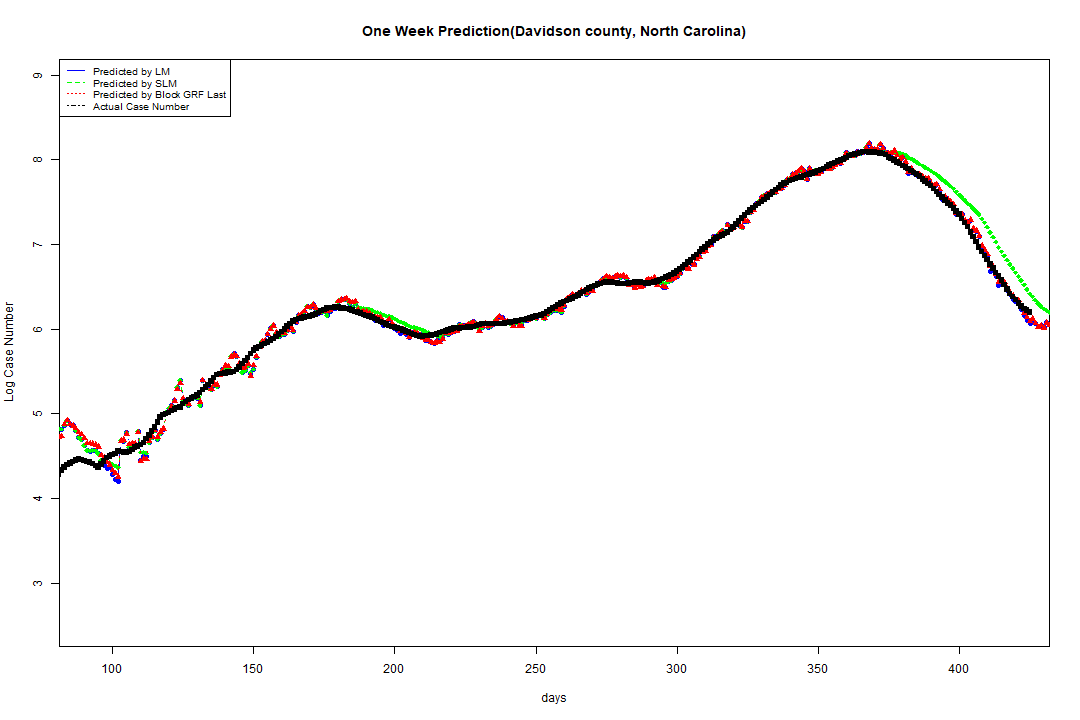 One Week Prediction(Davidson county, North Carolina)
Predicted by LM
Predicted by SLM
Predicted by Block GRF Last
Actual Case Number
9
8
7
6
5
4
3
Log Case Number
100 150 200 250 300 350 400
days